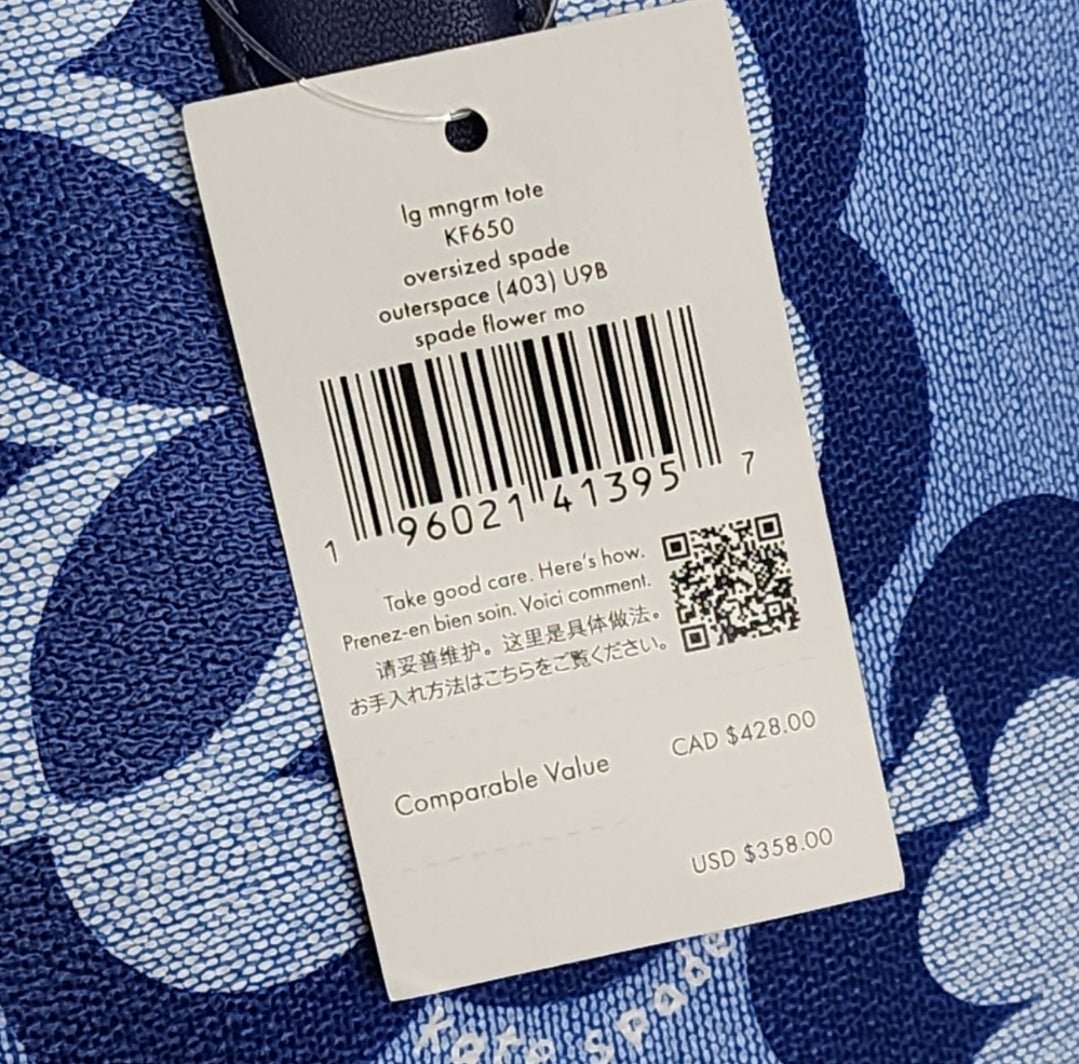 lg mngrm tote
KF650
oversized spade
outerspace (403) U9B
spade flower mo
1 96021 41395 7
Take good care. Here's how.
Prenez-en bien soin. Voici comment.
请妥善维护。这里是具体做法。
お手入れ方法はこちらをご覧ください。
Comparable Value
CAD $428.00
USD $358.00
kate spade